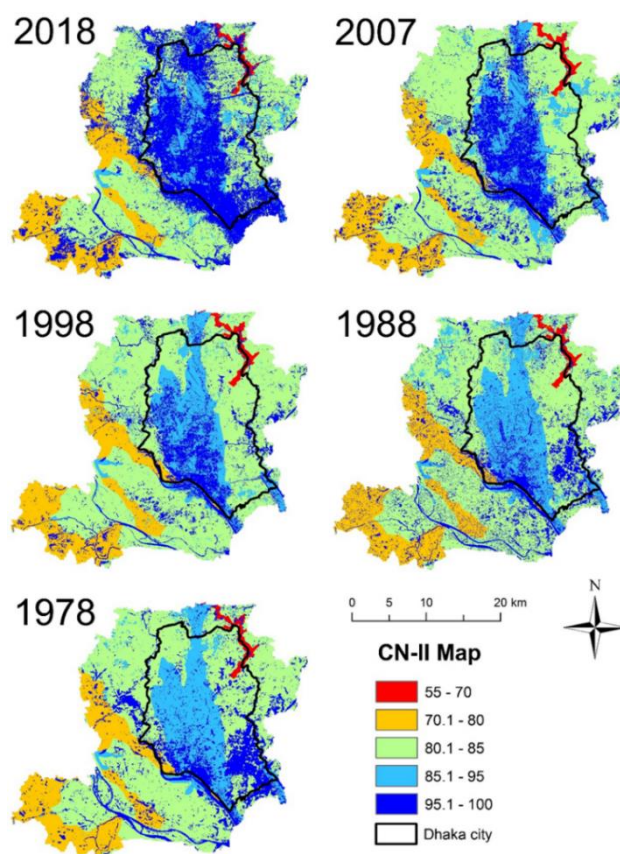 2018
2007
1998
1988
1978
N
0 5 10 20 km
CN-II Map
55 - 70
70.1 - 80
80.1 - 85
85.1 - 95
95.1 - 100
Dhaka city